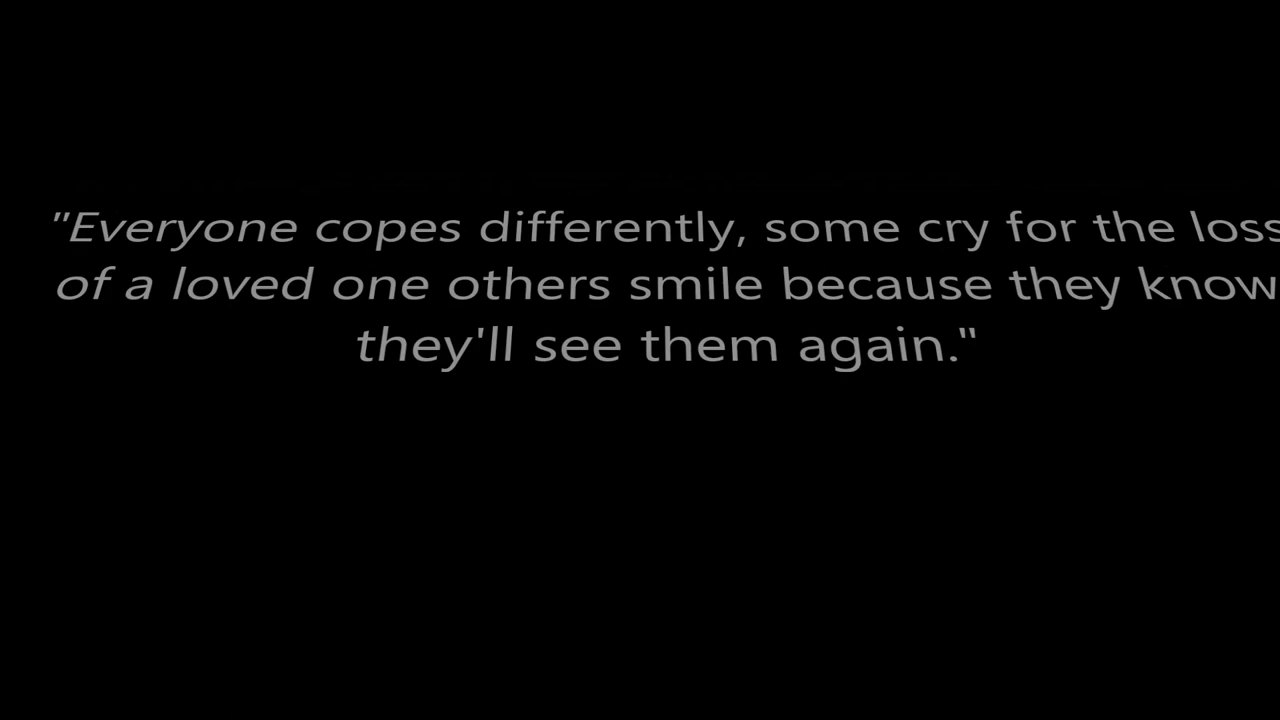 "Everyone copes differently, some cry for the loss
of a loved one others smile because they know
they'll see them again."